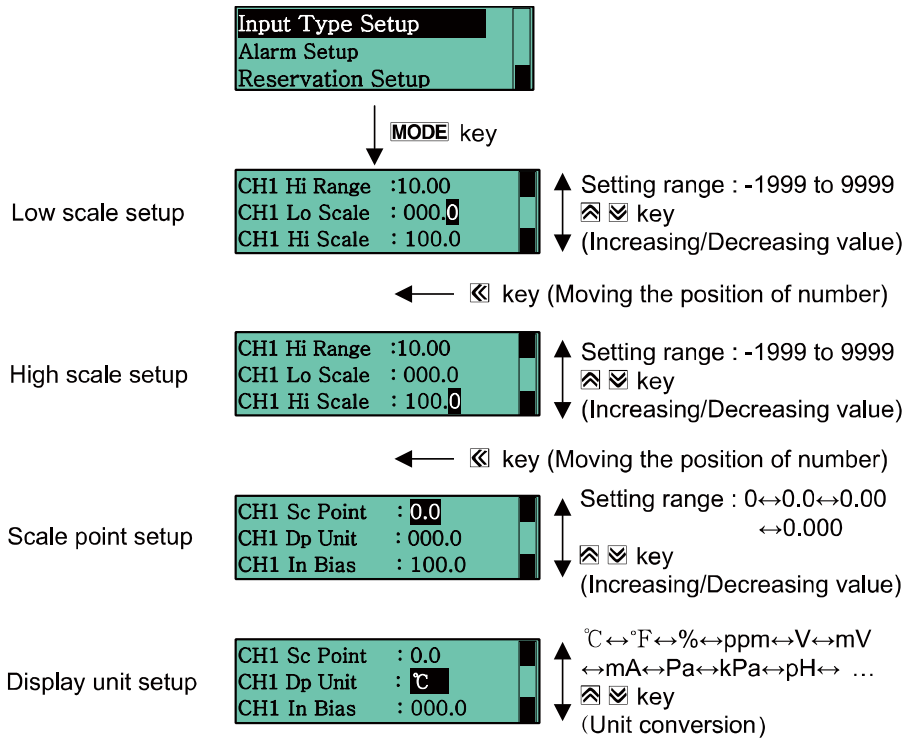 Input Type Setup
Alarm Setup
Reservation Setup
MODE key
Low scale setup
CH1 Hi Range :10.00
CH1 Lo Scale : 000.0
CH1 Hi Scale : 100.0
Setting range : -1999 to 9999
key
(Increasing/Decreasing value)
key (Moving the position of number)
High scale setup
CH1 Hi Range :10.00
CH1 Lo Scale : 000.0
CH1 Hi Scale : 100.0
Setting range : -1999 to 9999
key
(Increasing/Decreasing value)
key (Moving the position of number)
Scale point setup
CH1 Sc Point : 0.0
CH1 Dp Unit : 000.0
CH1 In Bias : 100.0
Setting range : 0↔0.0↔0.00
↔0.000
key
(Increasing/Decreasing value)
Display unit setup
CH1 Sc Point : 0.0
CH1 Dp Unit : ℃
CH1 In Bias : 000.0
℃↔°F↔%↔ppm↔V↔mV
↔mA↔Pa↔kPa↔pH↔ …
key
(Unit conversion)